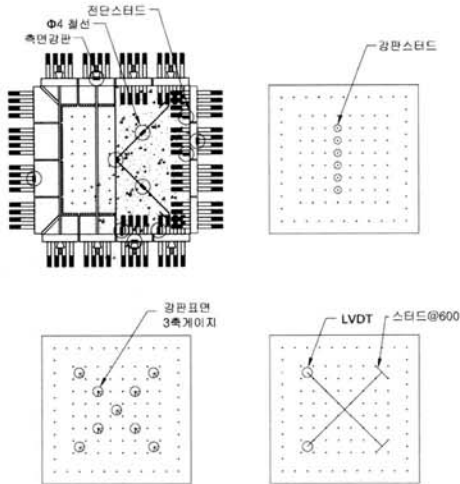 전단스터드
Φ4 철선
측면강판
강판스터드
강판표면
3축게이지
LVDT
스터드@600